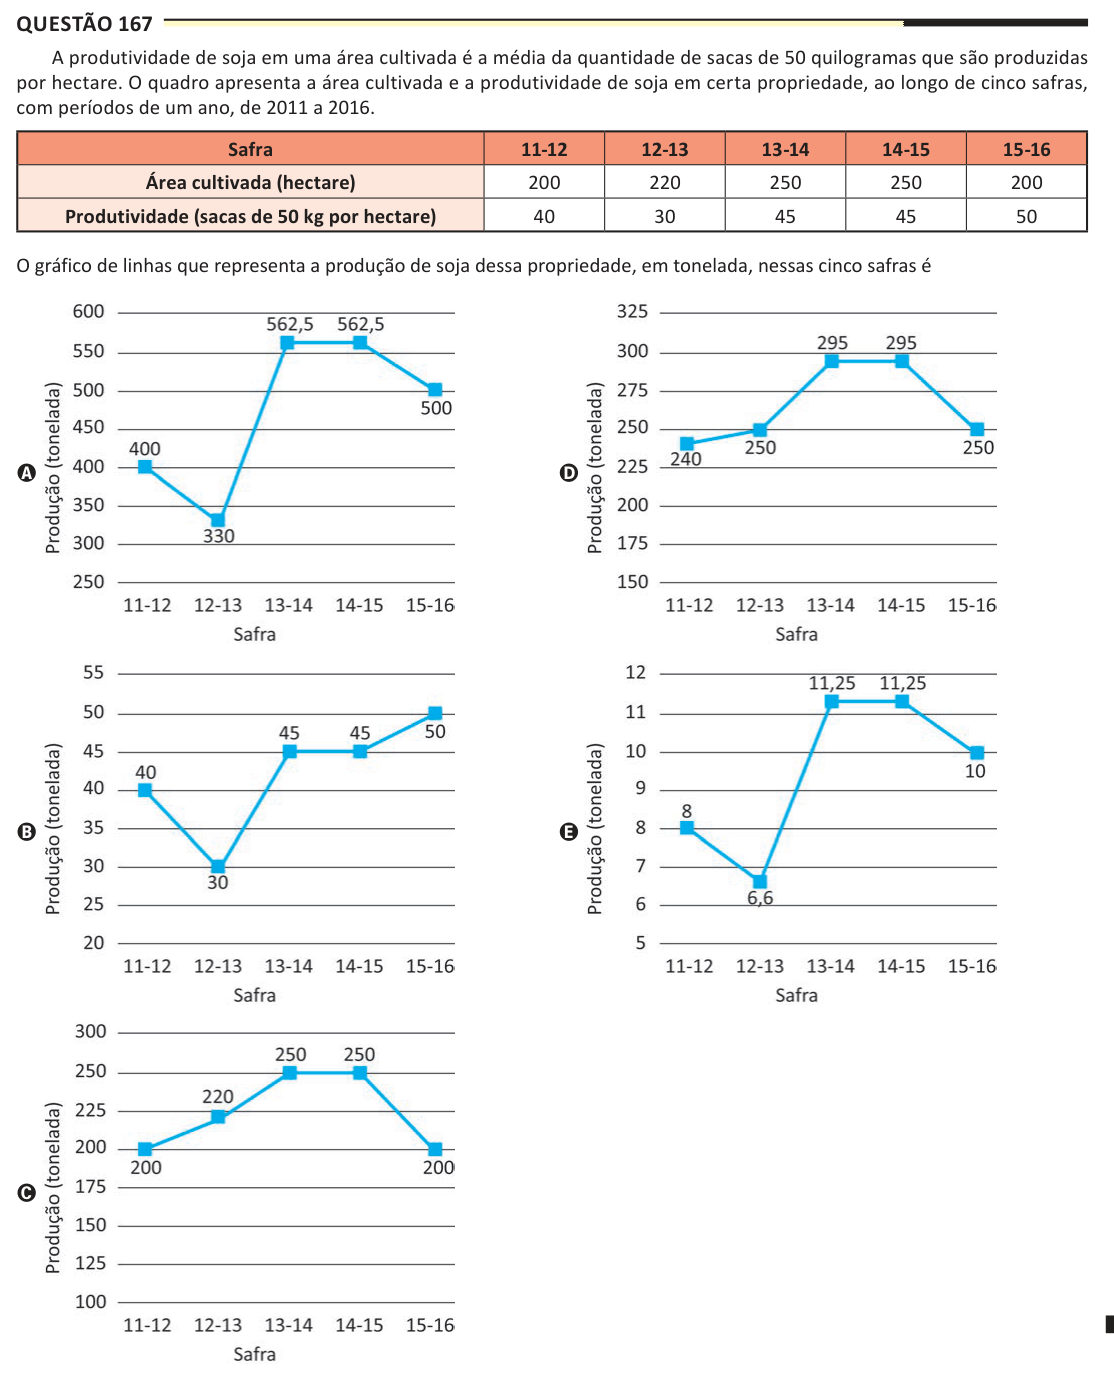 QUESTÃO 167
A produtividade de soja em uma área cultivada é a média da quantidade de sacas de 50 quilogramas que são produzidas
por hectare. O quadro apresenta a área cultivada e a produtividade de soja em certa propriedade, ao longo de cinco safras,
com períodos de um ano, de 2011 a 2016.
Safra 11-12 12-13 13-14 14-15 15-16
Área cultivada (hectare) 200 220 250 250 200
Produtividade (sacas de 50 kg por hectare) 40 30 45 45 50
O gráfico de linhas que representa a produção de soja dessa propriedade, em tonelada, nessas cinco safras é
A
Produção (tonelada)
600
550
500
450
400
350
300
250
400
330
562,5
562,5
500
11-12 12-13 13-14 14-15 15-16
Safra
B
Produção (tonelada)
55
50
45
40
35
30
25
20
40
30
45
45
50
11-12 12-13 13-14 14-15 15-16
Safra
C
Produção (tonelada)
300
250
225
200
175
150
125
100
200
220
250
250
200
11-12 12-13 13-14 14-15 15-16
Safra
D
Produção (tonelada)
325
300
275
250
225
200
175
150
240
250
295
295
250
11-12 12-13 13-14 14-15 15-16
Safra
E
Produção (tonelada)
12
11
10
9
8
7
6
5
8
6,6
11,25
11,25
10
11-12 12-13 13-14 14-15 15-16
Safra